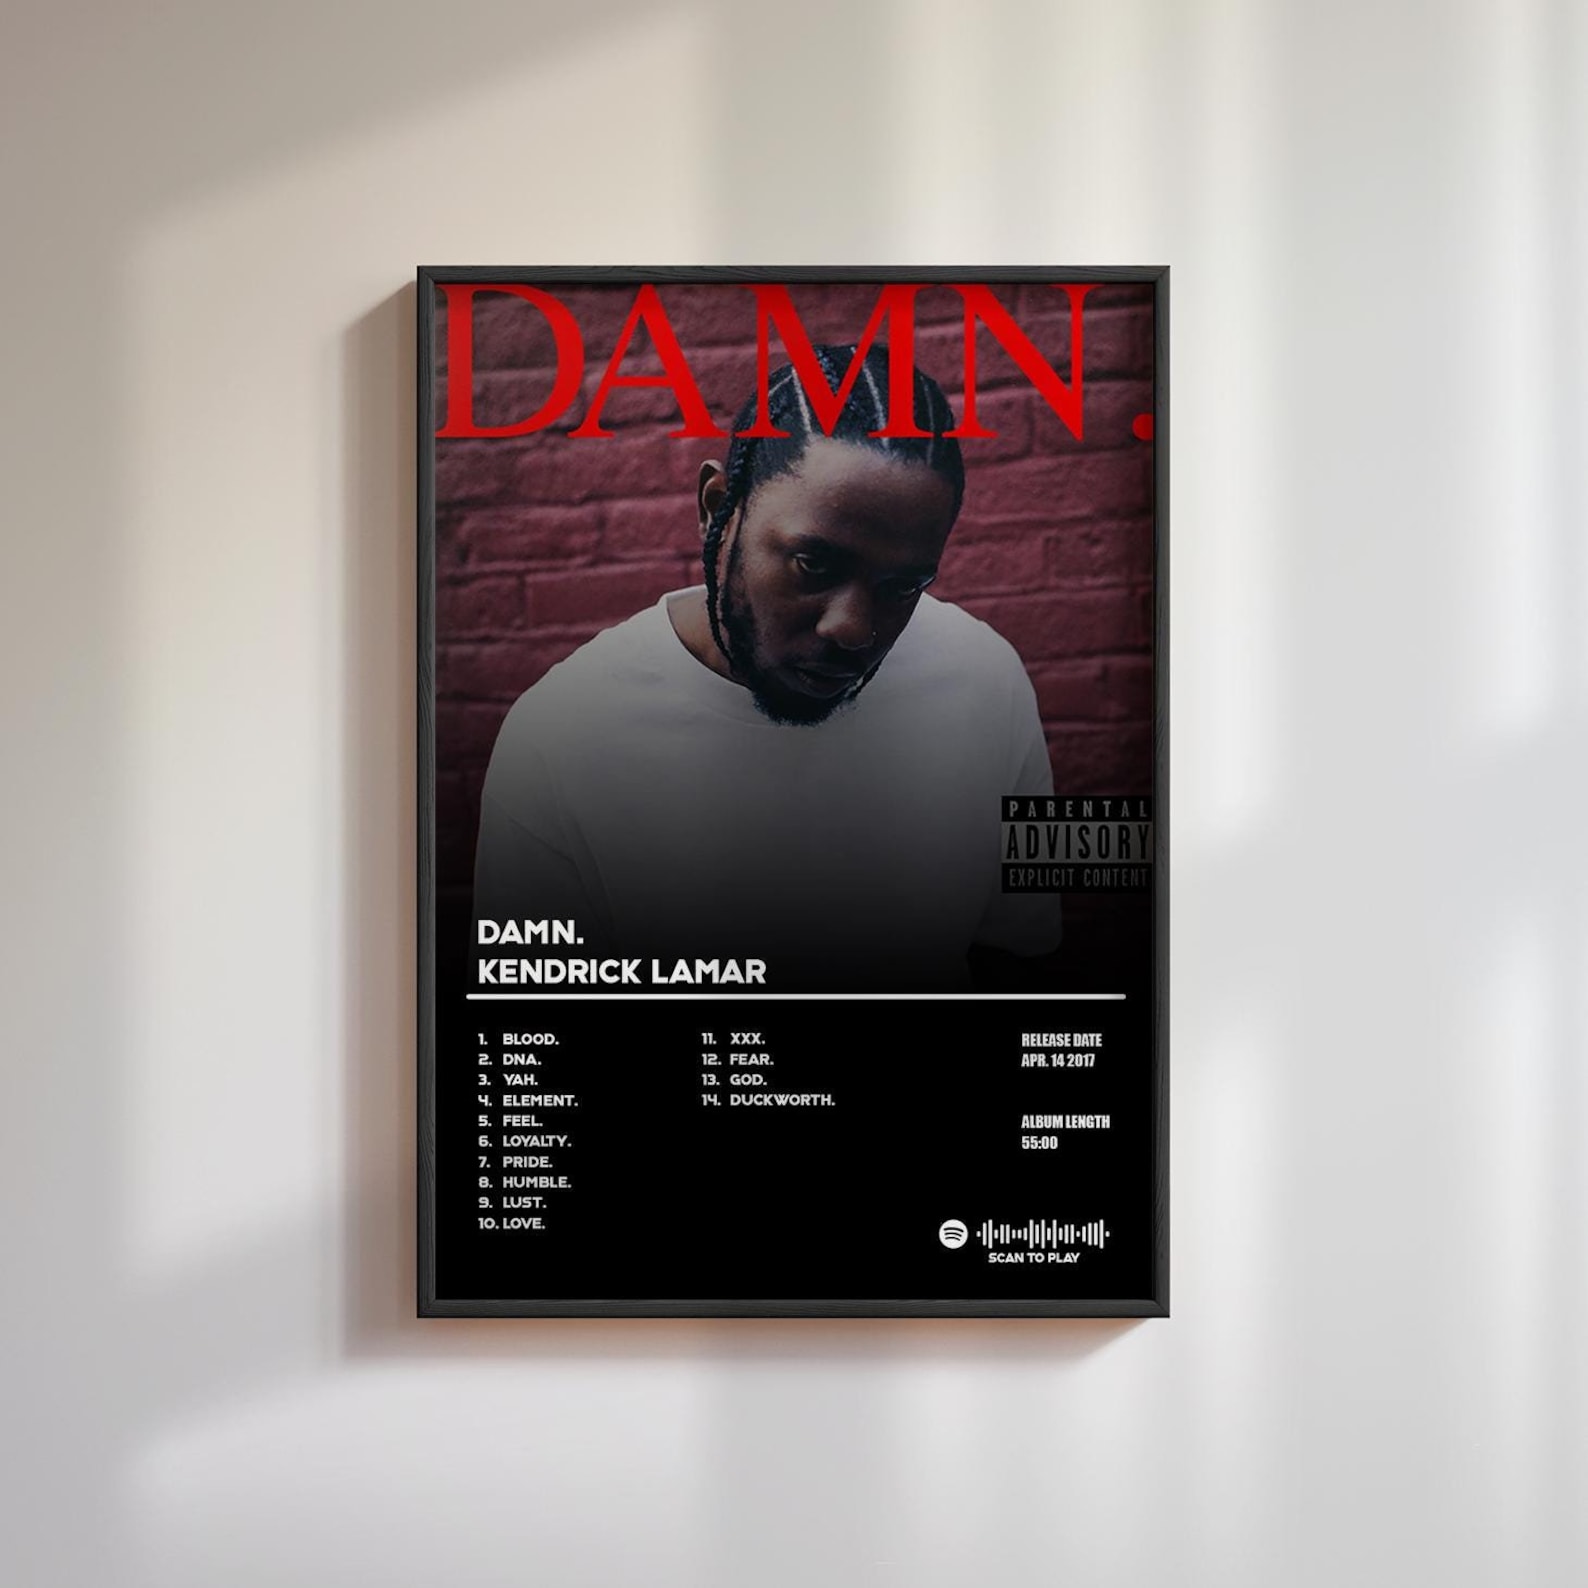 DAMN.
PARENTAL
ADVISORY
EXPLICIT CONTENT
DAMN.
KENDRICK LAMAR
1. BLOOD.
2. DNA.
3. YAH.
4. ELEMENT.
5. FEEL.
6. LOYALTY.
7. PRIDE.
8. HUMBLE.
9. LUST.
10. LOVE.
11. XXX.
12. FEAR.
13. GOD.
14. DUCKWORTH.
RELEASE DATE
APR. 14 2017
ALBUM LENGTH
55:00
SCAN TO PLAY